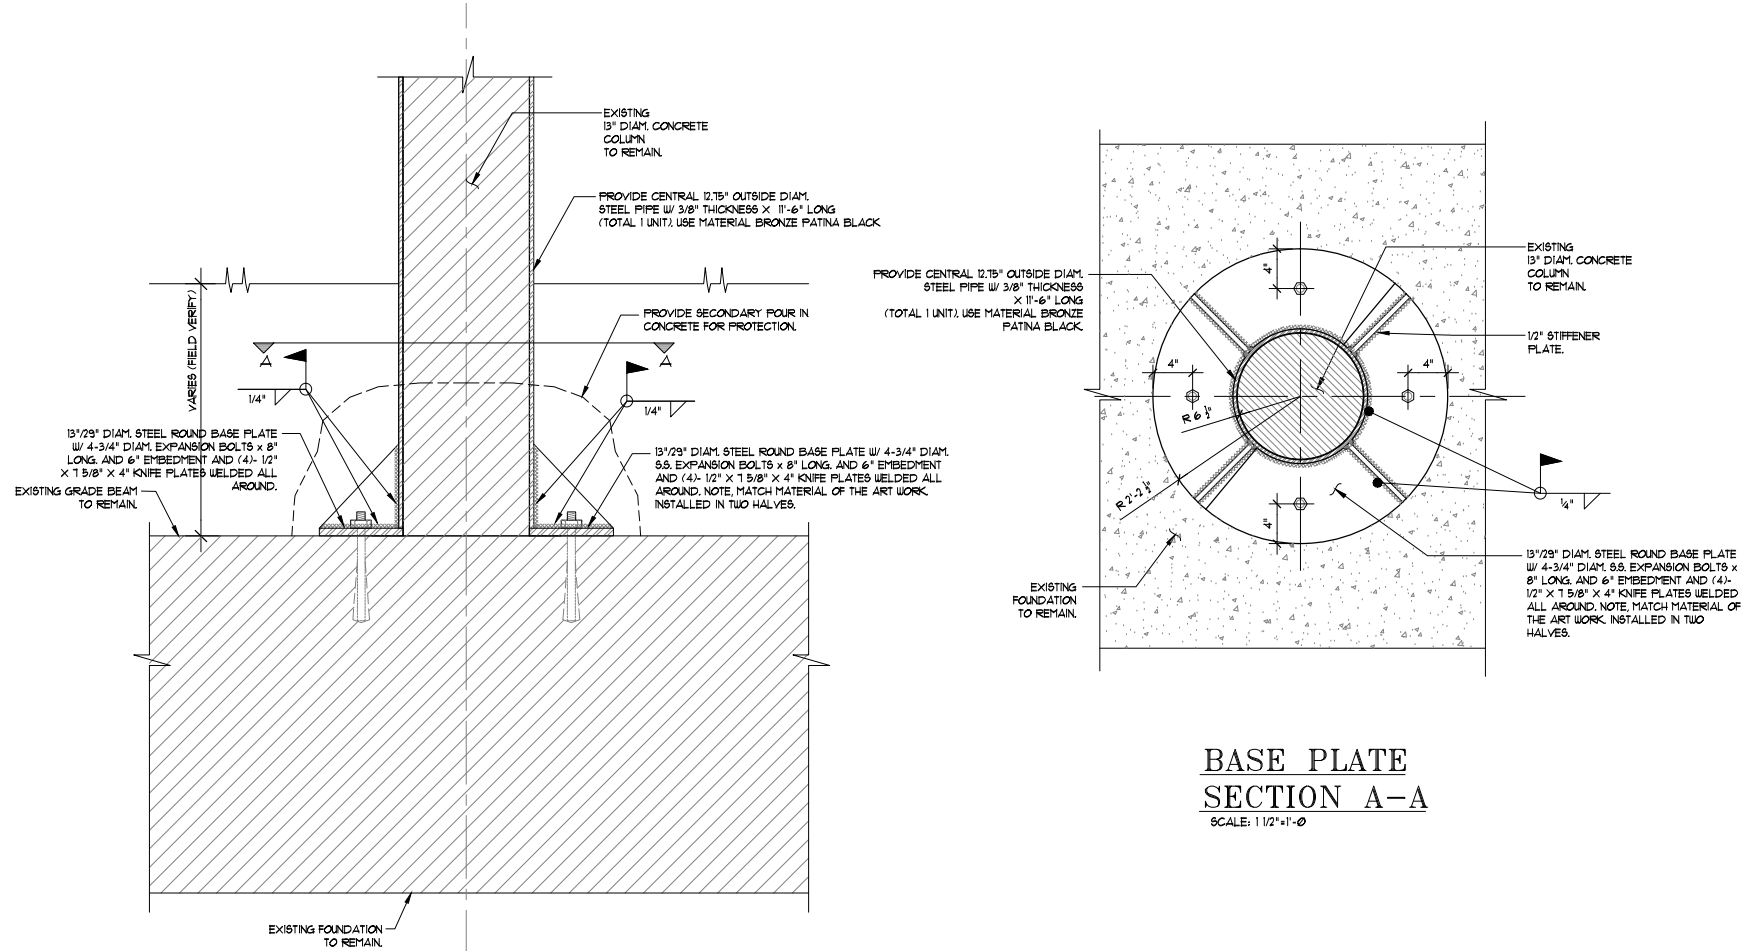 EXISTING
13" DIAM. CONCRETE
COLUMN
TO REMAIN.
PROVIDE CENTRAL 12.75" OUTSIDE DIAM.
STEEL PIPE W/ 3/8" THICKNESS X 11'-6" LONG
(TOTAL 1 UNIT). USE MATERIAL BRONZE PATINA BLACK
VARIES (FIELD VERIFY)
PROVIDE SECONDARY POUR IN
CONCRETE FOR PROTECTION.
A
A
1/4"
1/4"
13"/29" DIAM. STEEL ROUND BASE PLATE
W/ 4-3/4" DIAM. EXPANSION BOLTS x 8"
LONG. AND 6" EMBEDMENT AND (4)- 1/2"
X 7 5/8" X 4" KNIFE PLATES WELDED ALL
AROUND.
EXISTING GRADE BEAM
TO REMAIN.
13"/29" DIAM. STEEL ROUND BASE PLATE W/ 4-3/4" DIAM.
S.S. EXPANSION BOLTS x 8" LONG. AND 6" EMBEDMENT
AND (4)- 1/2" X 7 5/8" X 4" KNIFE PLATES WELDED ALL
AROUND. NOTE, MATCH MATERIAL OF THE ART WORK.
INSTALLED IN TWO HALVES.
EXISTING FOUNDATION
TO REMAIN.
PROVIDE CENTRAL 12.75" OUTSIDE DIAM.
STEEL PIPE W/ 3/8" THICKNESS
X 11'-6" LONG
(TOTAL 1 UNIT). USE MATERIAL BRONZE
PATINA BLACK.
EXISTING
13" DIAM. CONCRETE
COLUMN
TO REMAIN.
1/2" STIFFENER
PLATE.
4"
4"
4"
4"
R 6 1/2"
R 2'-2 1/2"
1/4"
EXISTING
FOUNDATION
TO REMAIN.
13"/29" DIAM. STEEL ROUND BASE PLATE
W/ 4-3/4" DIAM. S.S. EXPANSION BOLTS x
8" LONG. AND 6" EMBEDMENT AND (4)-
1/2" X 7 5/8" X 4" KNIFE PLATES WELDED
ALL AROUND. NOTE, MATCH MATERIAL OF
THE ART WORK. INSTALLED IN TWO
HALVES.
BASE PLATE
SECTION A-A
SCALE: 1 1/2"=1'-0